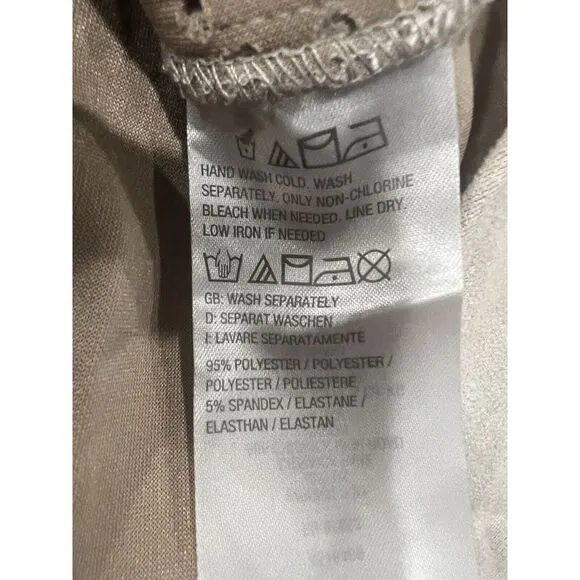 HAND WASH COLD. WASH
SEPARATELY. ONLY NON-CHLORINE
BLEACH WHEN NEEDED. LINE DRY.
LOW IRON IF NEEDED
GB: WASH SEPARATELY
D: SEPARAT WASCHEN
I: LAVARE SEPARATAMENTE
95% POLYESTER / POLYESTER /
POLYESTER / POLIESTERE
5% SPANDEX / ELASTANE /
ELASTHAN / ELASTAN